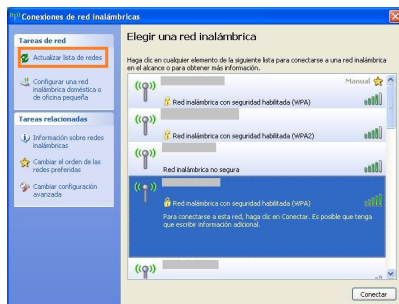 Conexiones de red inalámbricas
Tareas de red
Actualizar lista de redes
Configurar una red
inalámbrica doméstica o
de oficina pequeña
Tareas relacionadas
Información sobre redes
inalámbricas
Cambiar el orden de las
redes preferidas
Cambiar configuración
avanzada
Elegir una red inalámbrica
Haga clic en cualquier elemento de la siguiente lista para conectarse a una red inalámbrica
en el alcance o para obtener más información.
Manual
Red inalámbrica con seguridad habilitada (WPA)
Red inalámbrica con seguridad habilitada (WPA2)
Red inalámbrica no segura
Red inalámbrica con seguridad habilitada (WPA)
Para conectarse a esta red, haga clic en Conectar. Es posible que tenga
que escribir información adicional.
Conectar